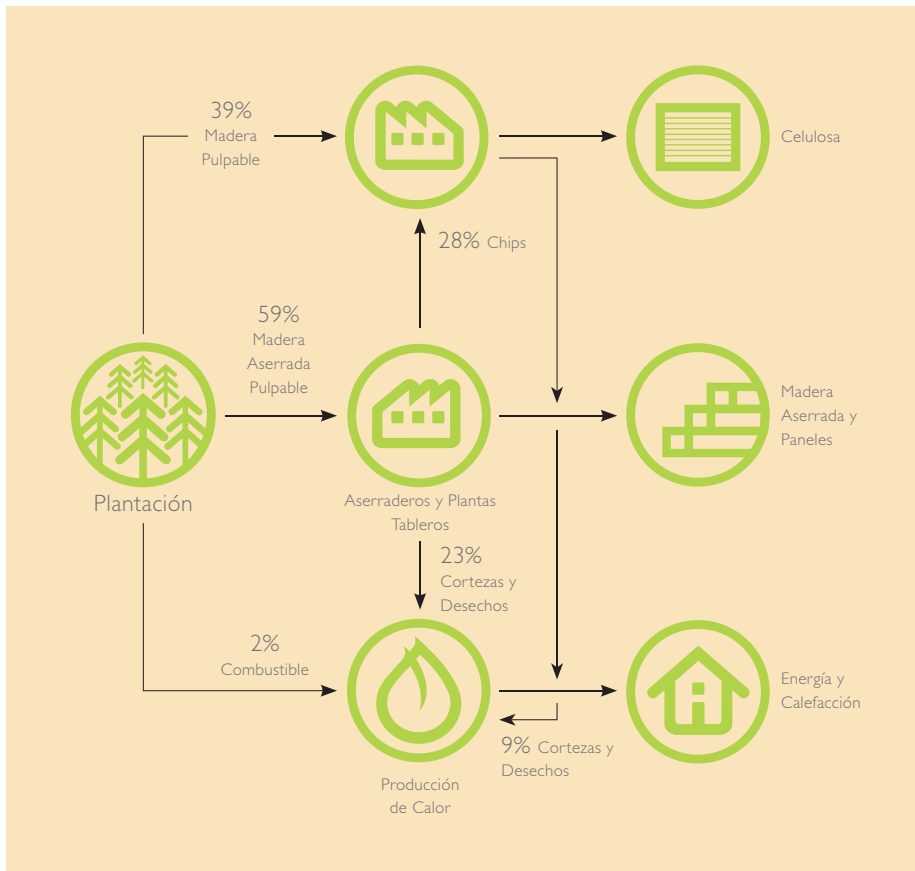 39%
Madera
Pulpable
Celulosa
28% Chips
59%
Madera
Aserrada
Pulpable
Madera
Aserrada y
Paneles
Plantación
Aserraderos y Plantas
Tableros
23%
Cortezas y
Desechos
2%
Combustible
Energía y
Calefacción
9% Cortezas y
Desechos
Producción
de Calor